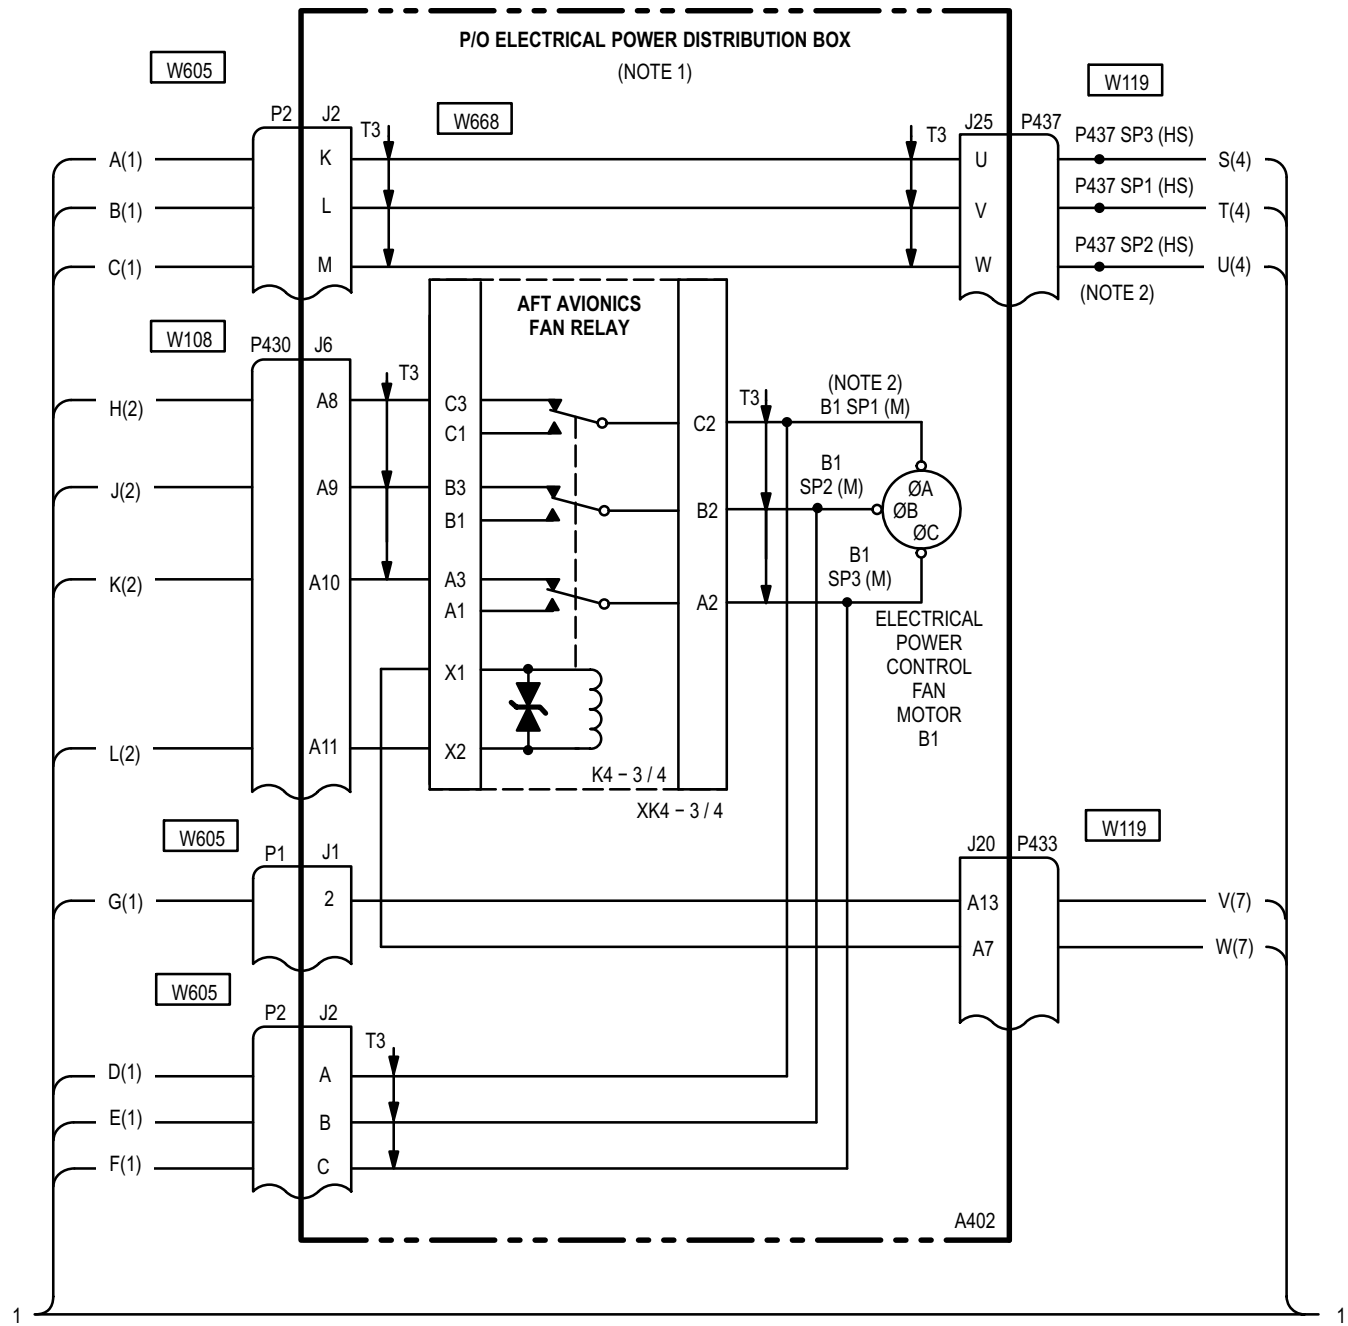 P/O ELECTRICAL POWER DISTRIBUTION BOX
(NOTE 1)
W605
W668
W119
P2
J2
T3
T3
J25
P437
A(1)
K
U
P437 SP3 (HS)
S(4)
B(1)
L
V
P437 SP1 (HS)
T(4)
C(1)
M
W
P437 SP2 (HS)
U(4)
(NOTE 2)
AFT AVIONICS
FAN RELAY
W108
P430
J6
T3
H(2)
A8
C3
C1
C2
T3
(NOTE 2)
B1 SP1 (M)
J(2)
A9
B3
B1
B2
B1
SP2 (M)
ØA
ØB
ØC
K(2)
A10
A3
A1
A2
B1
SP3 (M)
ELECTRICAL
POWER
CONTROL
FAN
MOTOR
B1
X1
L(2)
A11
X2
K4 – 3 / 4
XK4 – 3 / 4
W605
P1
J1
J20
P433
W119
G(1)
2
A13
V(7)
A7
W(7)
W605
P2
J2
T3
D(1)
A
E(1)
B
F(1)
C
A402
1
1